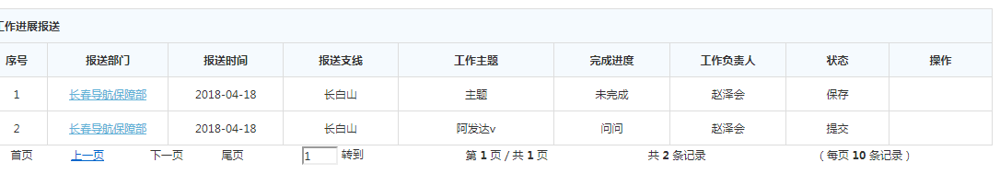 工作进展报送
序号 报送部门 报送时间 报送支线 工作主题 完成进度 工作负责人 状态 操作
1 长春导航保障部 2018-04-18 长白山 主题 未完成 赵泽会 保存
2 长春导航保障部 2018-04-18 长白山 阿发达v 问问 赵泽会 提交
首页 上一页 下一页 尾页 1 转到 第 1 页 / 共 1 页 共 2 条记录 （每页 10 条记录）